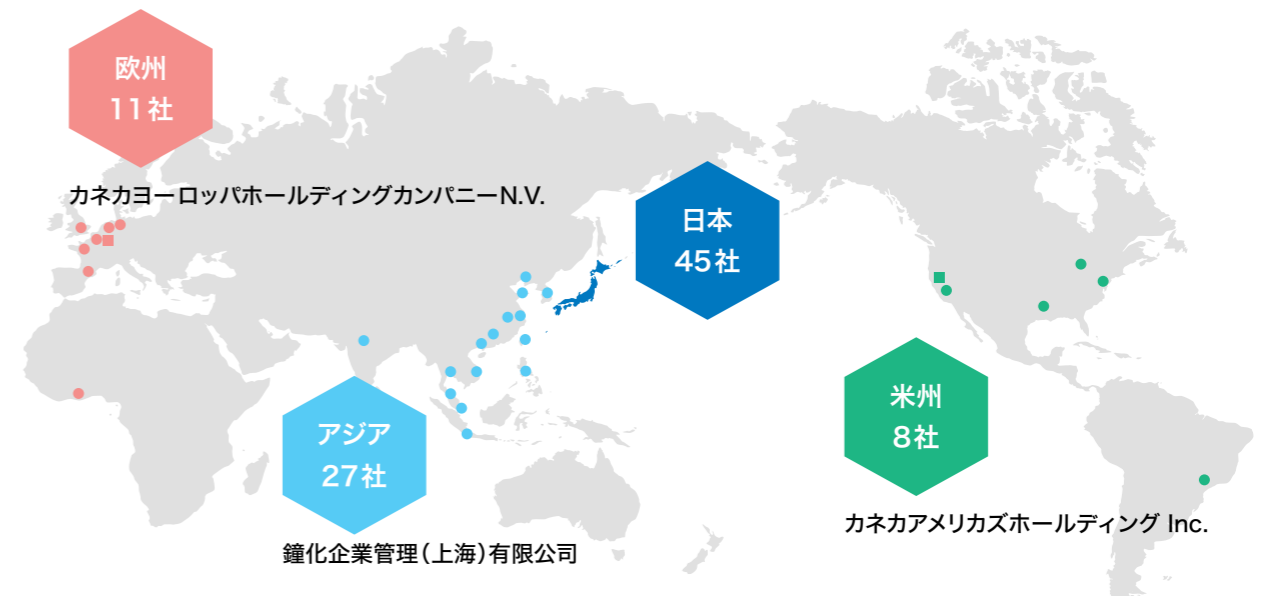 欧州
11社
カネカヨーロッパホールディングカンパニーN.V.
日本
45社
アジア
27社
鐘化企業管理（上海）有限公司
米州
8社
カネカアメリカズホールディング Inc.